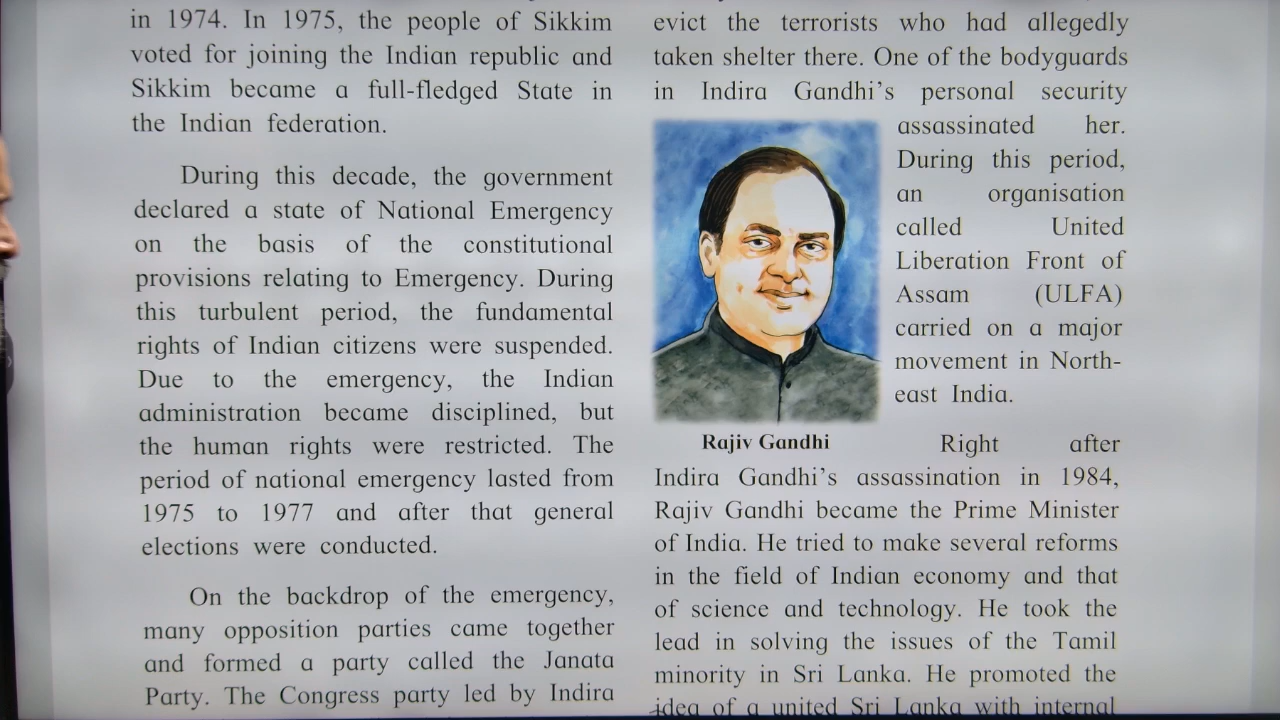 in 1974. In 1975, the people of Sikkim
voted for joining the Indian republic and
Sikkim became a full-fledged State in
the Indian federation.
During this decade, the government
declared a state of National Emergency
on the basis of the constitutional
provisions relating to Emergency. During
this turbulent period, the fundamental
rights of Indian citizens were suspended.
Due to the emergency, the Indian
administration became disciplined, but
the human rights were restricted. The
period of national emergency lasted from
1975 to 1977 and after that general
elections were conducted.
On the backdrop of the emergency,
many opposition parties came together
and formed a party called the Janata
Party. The Congress party led by Indira
evict the terrorists who had allegedly
taken shelter there. One of the bodyguards
in Indira Gandhi's personal security
assassinated her.
During this period,
an organisation
called United
Liberation Front of
Assam (ULFA)
carried on a major
movement in North-
east India.
Rajiv Gandhi
Right after
Indira Gandhi's assassination in 1984,
Rajiv Gandhi became the Prime Minister
of India. He tried to make several reforms
in the field of Indian economy and that
of science and technology. He took the
lead in solving the issues of the Tamil
minority in Sri Lanka. He promoted the
idea of a united Sri Lanka with internal